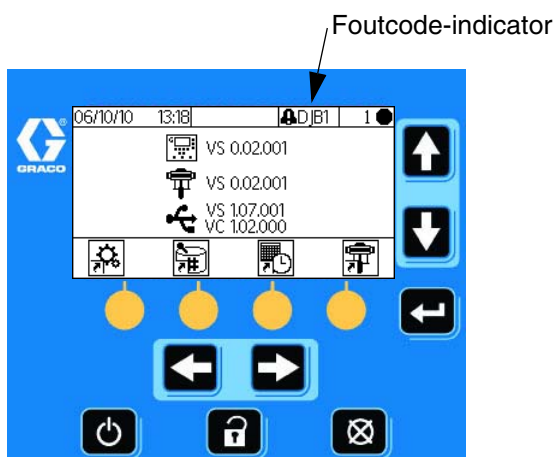 Foutcode-indicator
06/10/10 13:18 DJB1 1
GRACO
VS 0.02.001
VS 0.02.001
VS 1.07.001
VC 1.02.000